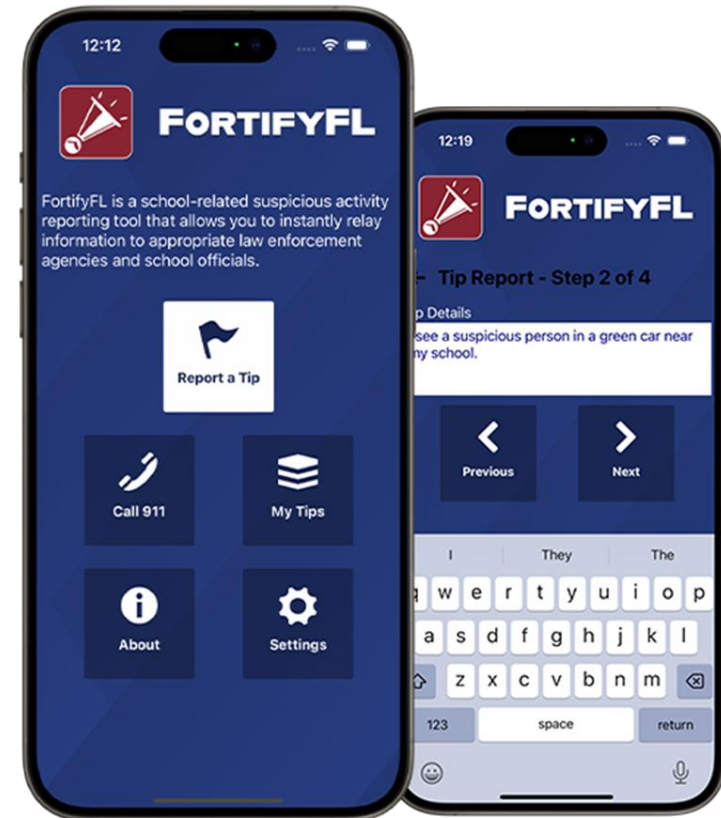 12:12
FORTIFYFL
FortifyFL is a school-related suspicious activity
reporting tool that allows you to instantly relay
information to appropriate law enforcement
agencies and school officials.
Report a Tip
Call 911
My Tips
About
Settings
12:19
FORTIFYFL
Tip Report - Step 2 of 4
p Details
see a suspicious person in a green car near
my school.
Previous
Next
I They The
q w e r t y u i o p
a s d f g h j k l
z x c v b n m
123 space return